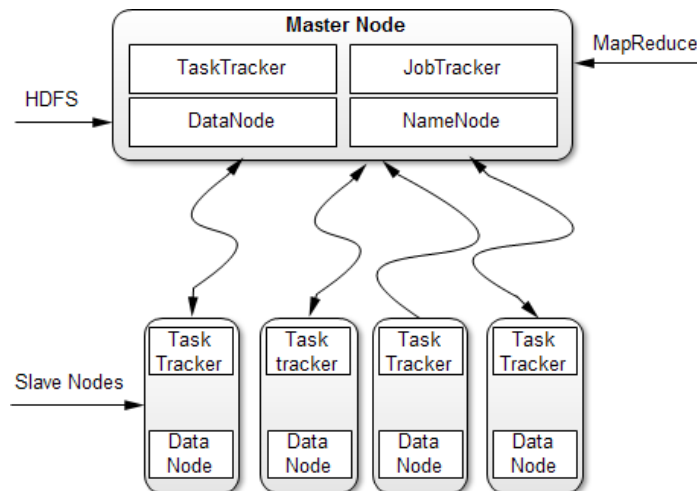 Master Node
MapReduce
TaskTracker
JobTracker
HDFS
DataNode
NameNode
Task
Tracker
Task
tracker
Task
Tracker
Task
Tracker
Slave Nodes
Data
Node
Data
Node
Data
Node
Data
Node